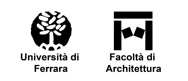 Università di
Ferrara
Facoltà di
Architettura